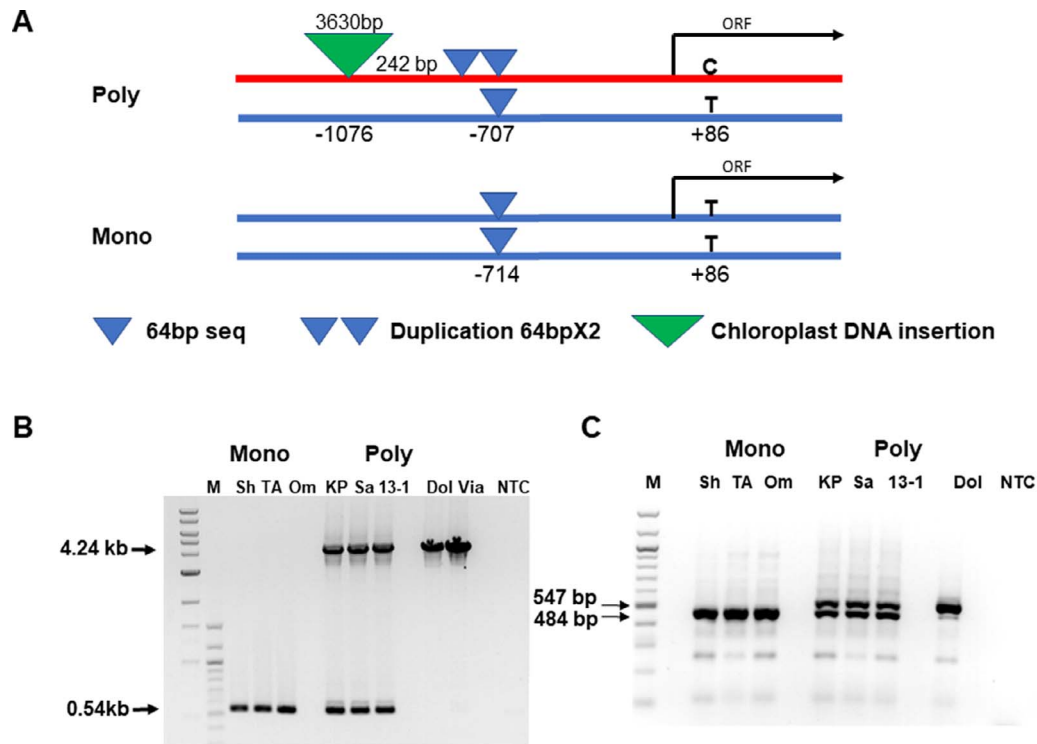 A
3630bp
242 bp
ORF
C
Poly
T
-1076
-707
+86
ORF
T
Mono
T
-714
+86
64bp seq
Duplication 64bpX2
Chloroplast DNA insertion
B
Mono
Poly
M
Sh TA Om
KP Sa 13-1
Dol Via
NTC
4.24 kb
0.54kb
C
Mono
Poly
M
Sh TA Om
KP Sa 13-1
Dol
NTC
547 bp
484 bp